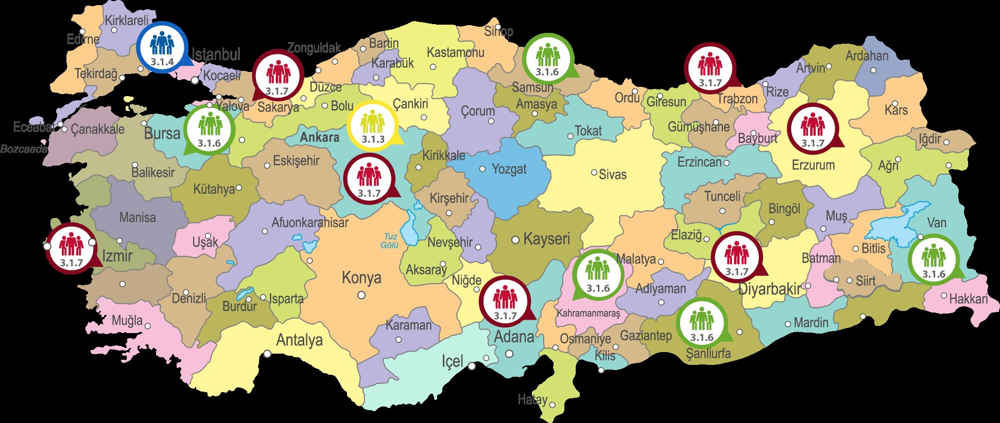 Kirklareli
Edirne
3.1.4
Istanbul
Tekirdağ
Kocaeli
Zonguldak
Bartin
Karabük
Kastamonu
Sinop
3.1.7
Düzce
Yalova
Sakarya
Bolu
Çankiri
3.1.6
Samsun
Amasya
Çorum
Ordu
Giresun
3.1.7
Trabzon
Rize
Artvin
Ardahan
Kars
Eceabat
Çanakkale
Bursa
3.1.6
Ankara
3.1.3
Tokat
Gümüşhane
Bayburt
3.1.7
Iğdir
Bozcaada
Balikesir
Eskişehir
Kirikkale
Yozgat
Sivas
Erzincan
Erzurum
Ağri
Kütahya
3.1.7
Kirşehir
Tunceli
Bingöl
Muş
Van
Manisa
Afuonkarahisar
Uşak
Tuz
Gölü
Nevşehir
Kayseri
Elaziğ
3.1.7
Izmir
Aksaray
Malatya
3.1.7
Batman
Bitlis
3.1.6
Konya
Niğde
3.1.6
Adiyaman
Diyarbakir
Siirt
Hakkari
Denizli
Burdur
Isparta
3.1.7
Kahramanmaraş
Muğla
Karaman
Adana
Osmaniye
Gaziantep
3.1.6
Mardin
Antalya
Içel
Kilis
Şanliurfa
Hatay